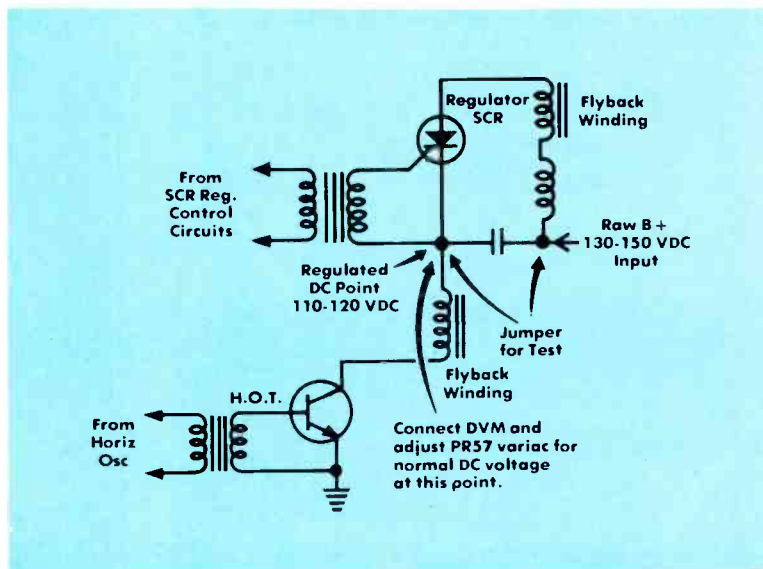 Regulator
SCR
Flyback
Winding
From
SCR Reg.
Control
Circuits
Raw B +
130-150 VDC
Input
Regulated
DC Point
110-120 VDC
Jumper
for Test
Flyback
Winding
H.O.T.
From
Horiz
Osc
Connect DVM and
adjust PR57 variac for
normal DC voltage
at this point.